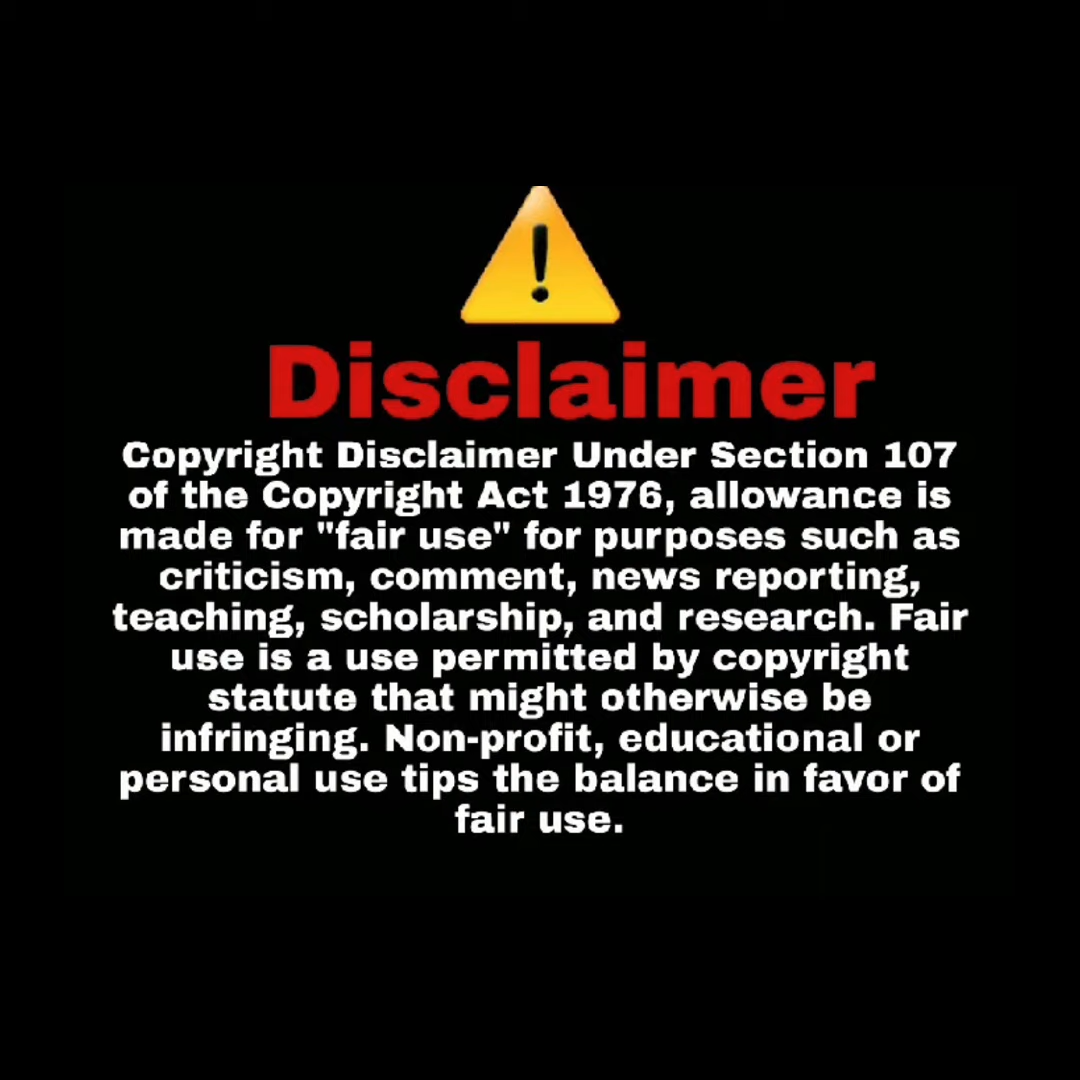 Disclaimer
Copyright Disclaimer Under Section 107
of the Copyright Act 1976, allowance is
made for "fair use" for purposes such as
criticism, comment, news reporting,
teaching, scholarship, and research. Fair
use is a use permitted by copyright
statute that might otherwise be
infringing. Non-profit, educational or
personal use tips the balance in favor of
fair use.